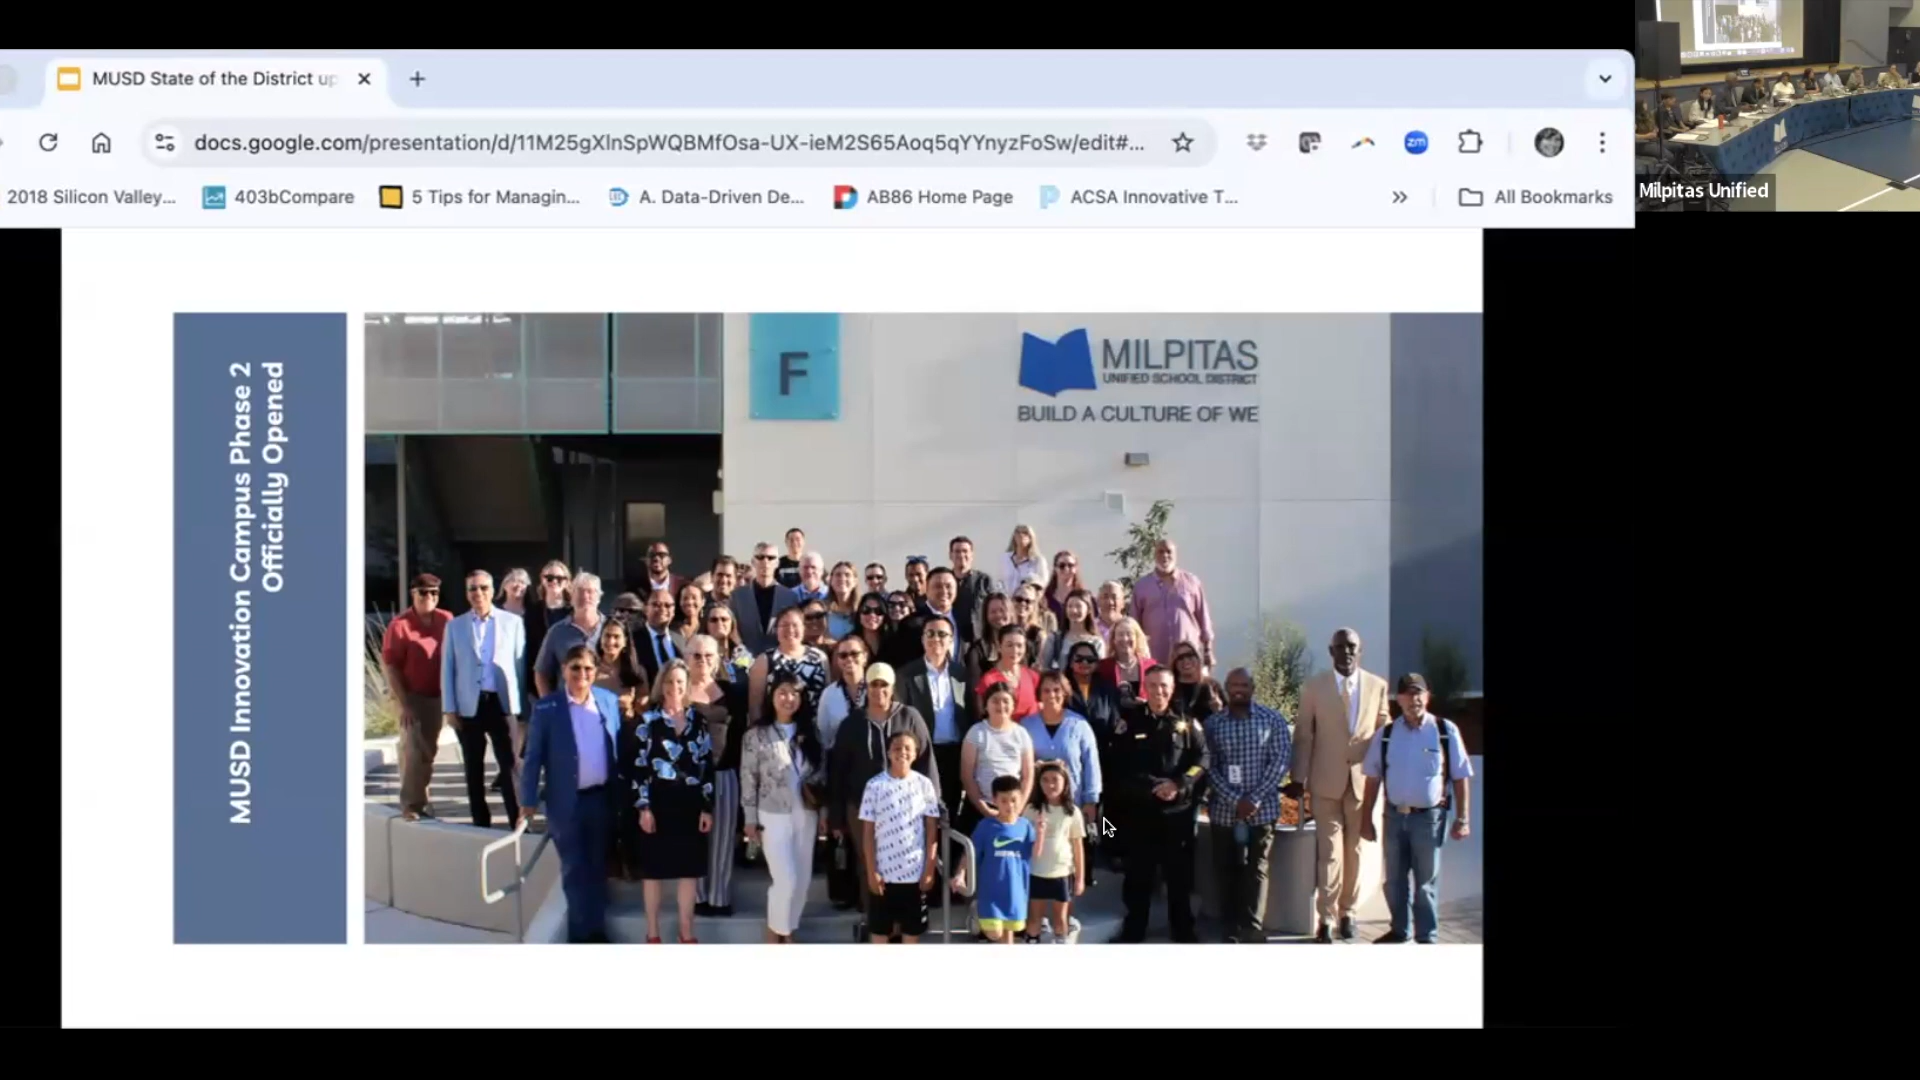 MUSD State of the District up
docs.google.com/presentation/d/11M25gXlnSpWQBMfOsa-UX-ieM2S65Aoq5qYYnyzFoSw/edit#...
zm
2018 Silicon Valley...
403bCompare
5 Tips for Managin...
A. Data-Driven De...
AB86 Home Page
ACSA Innovative T...
All Bookmarks
Milpitas Unified
MUSD Innovation Campus Phase 2
Officially Opened
F
MILPITAS
UNIFIED SCHOOL DISTRICT
BUILD A CULTURE OF WE